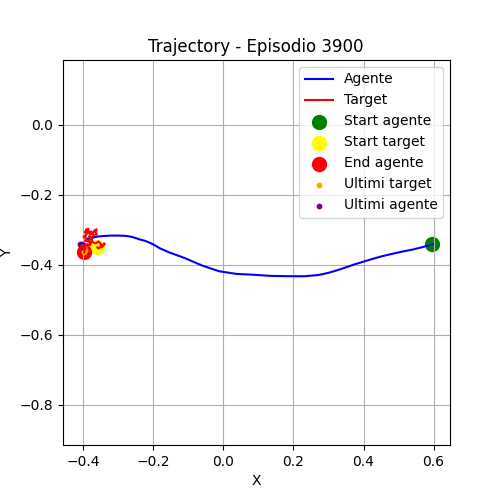 Trajectory - Episodio 3900
Agente
Target
Start agente
Start target
End agente
Ultimi target
Ultimi agente
0.0
−0.2
−0.4
−0.6
−0.8
Y
−0.4
−0.2
0.0
0.2
0.4
0.6
X